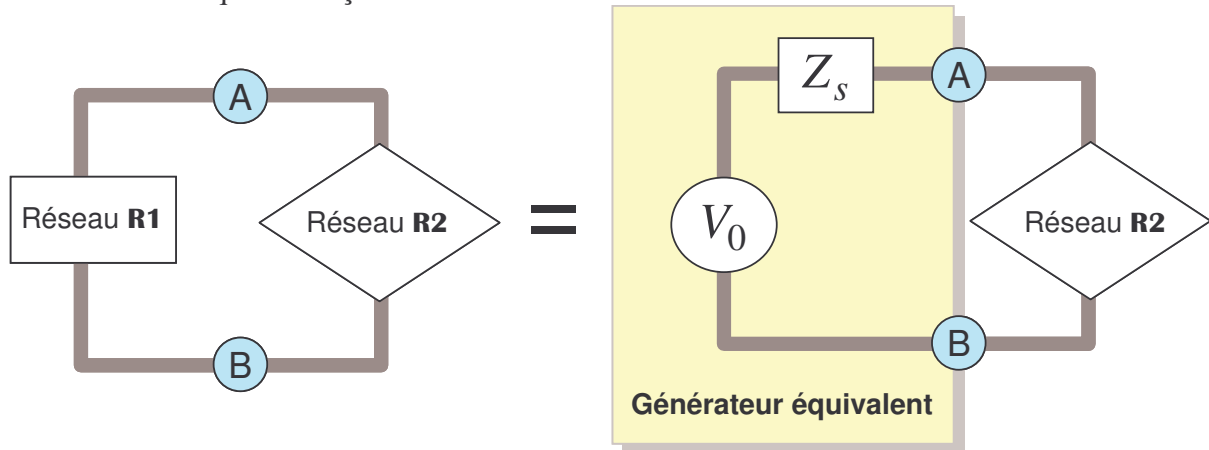 A
Réseau R1
Réseau R2
B
=
Z_s
A
V_0
Réseau R2
B
Générateur équivalent